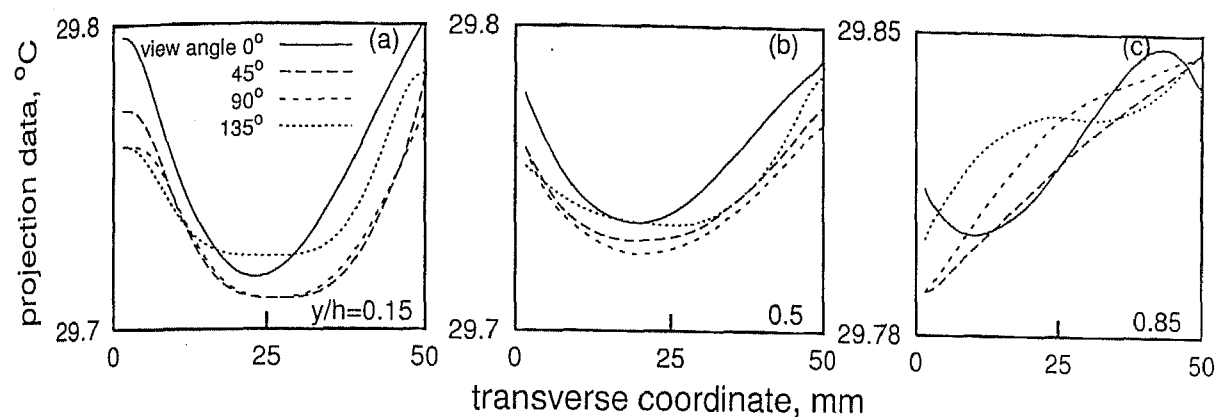 29.8
view angle 0°
45°
90°
135°
(a)
y/h=0.15
29.7
0
25
50
29.8
(b)
0.5
29.7
0
25
50
29.85
(c)
0.85
29.78
0
25
50
projection data, °C
transverse coordinate, mm